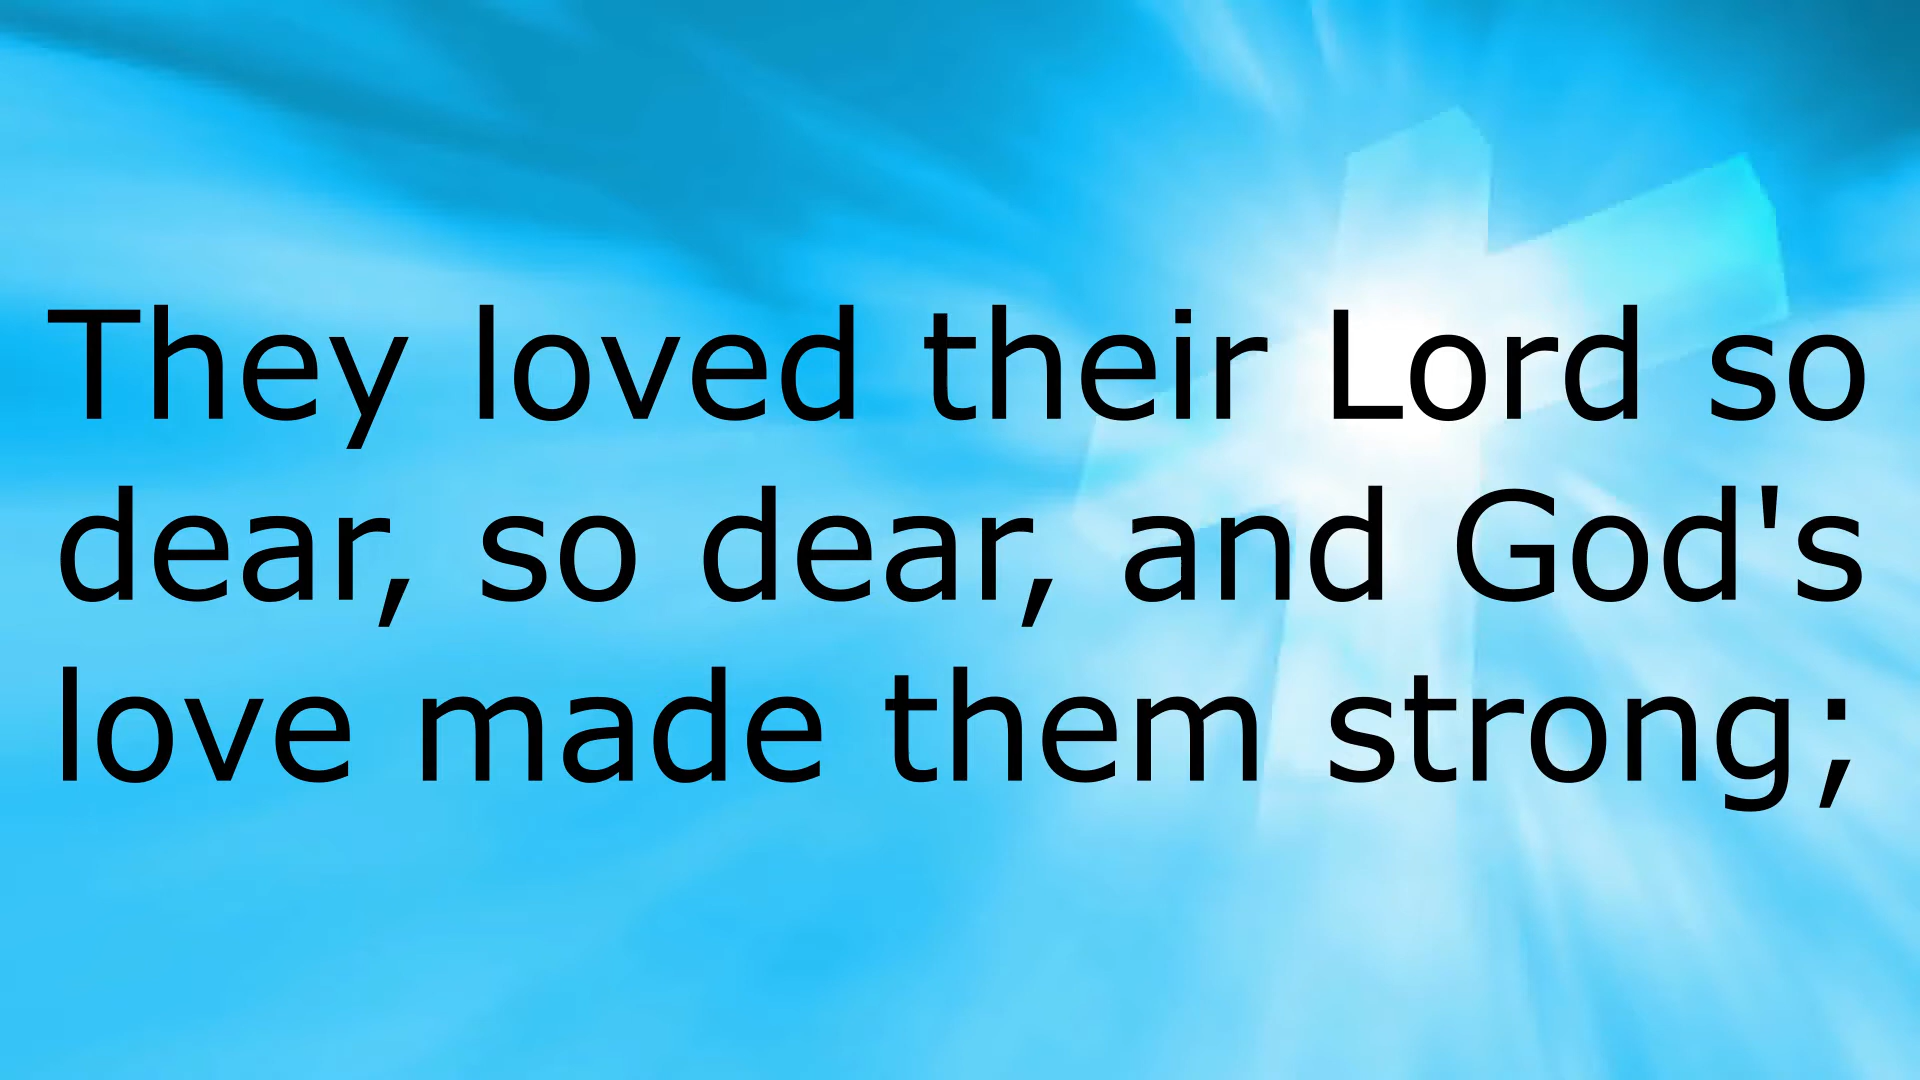 They loved their Lord so
dear, so dear, and God's
love made them strong;